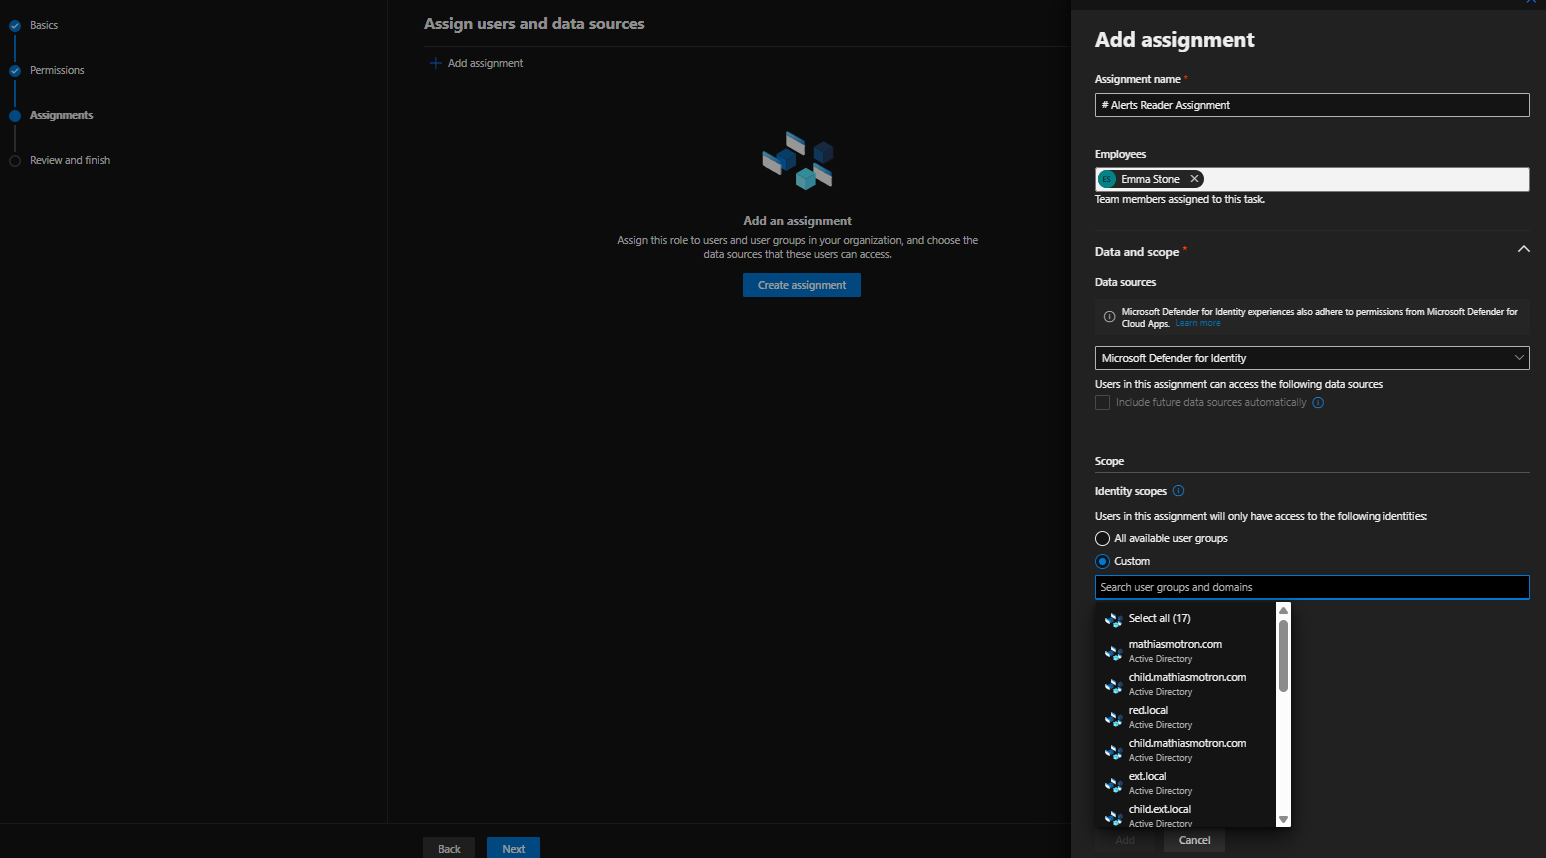 Basics
Permissions
Assignments
Review and finish
Assign users and data sources
Add assignment
Add an assignment
Assign this role to users and user groups in your organization, and choose the
data sources that these users can access.
Create assignment
Back
Next
Add assignment
Assignment name *
# Alerts Reader Assignment
Employees
ES Emma Stone
Team members assigned to this task.
Data and scope *
Data sources
Microsoft Defender for Identity experiences also adhere to permissions from Microsoft Defender for
Cloud Apps. Learn more
Microsoft Defender for Identity
Users in this assignment can access the following data sources
Include future data sources automatically
Scope
Identity scopes
Users in this assignment will only have access to the following identities:
All available user groups
Custom
Search user groups and domains
Select all (17)
mathiasmotron.com
Active Directory
child.mathiasmotron.com
Active Directory
red.local
Active Directory
child.mathiasmotron.com
Active Directory
ext.local
Active Directory
child.ext.local
Active Directory
Add
Cancel